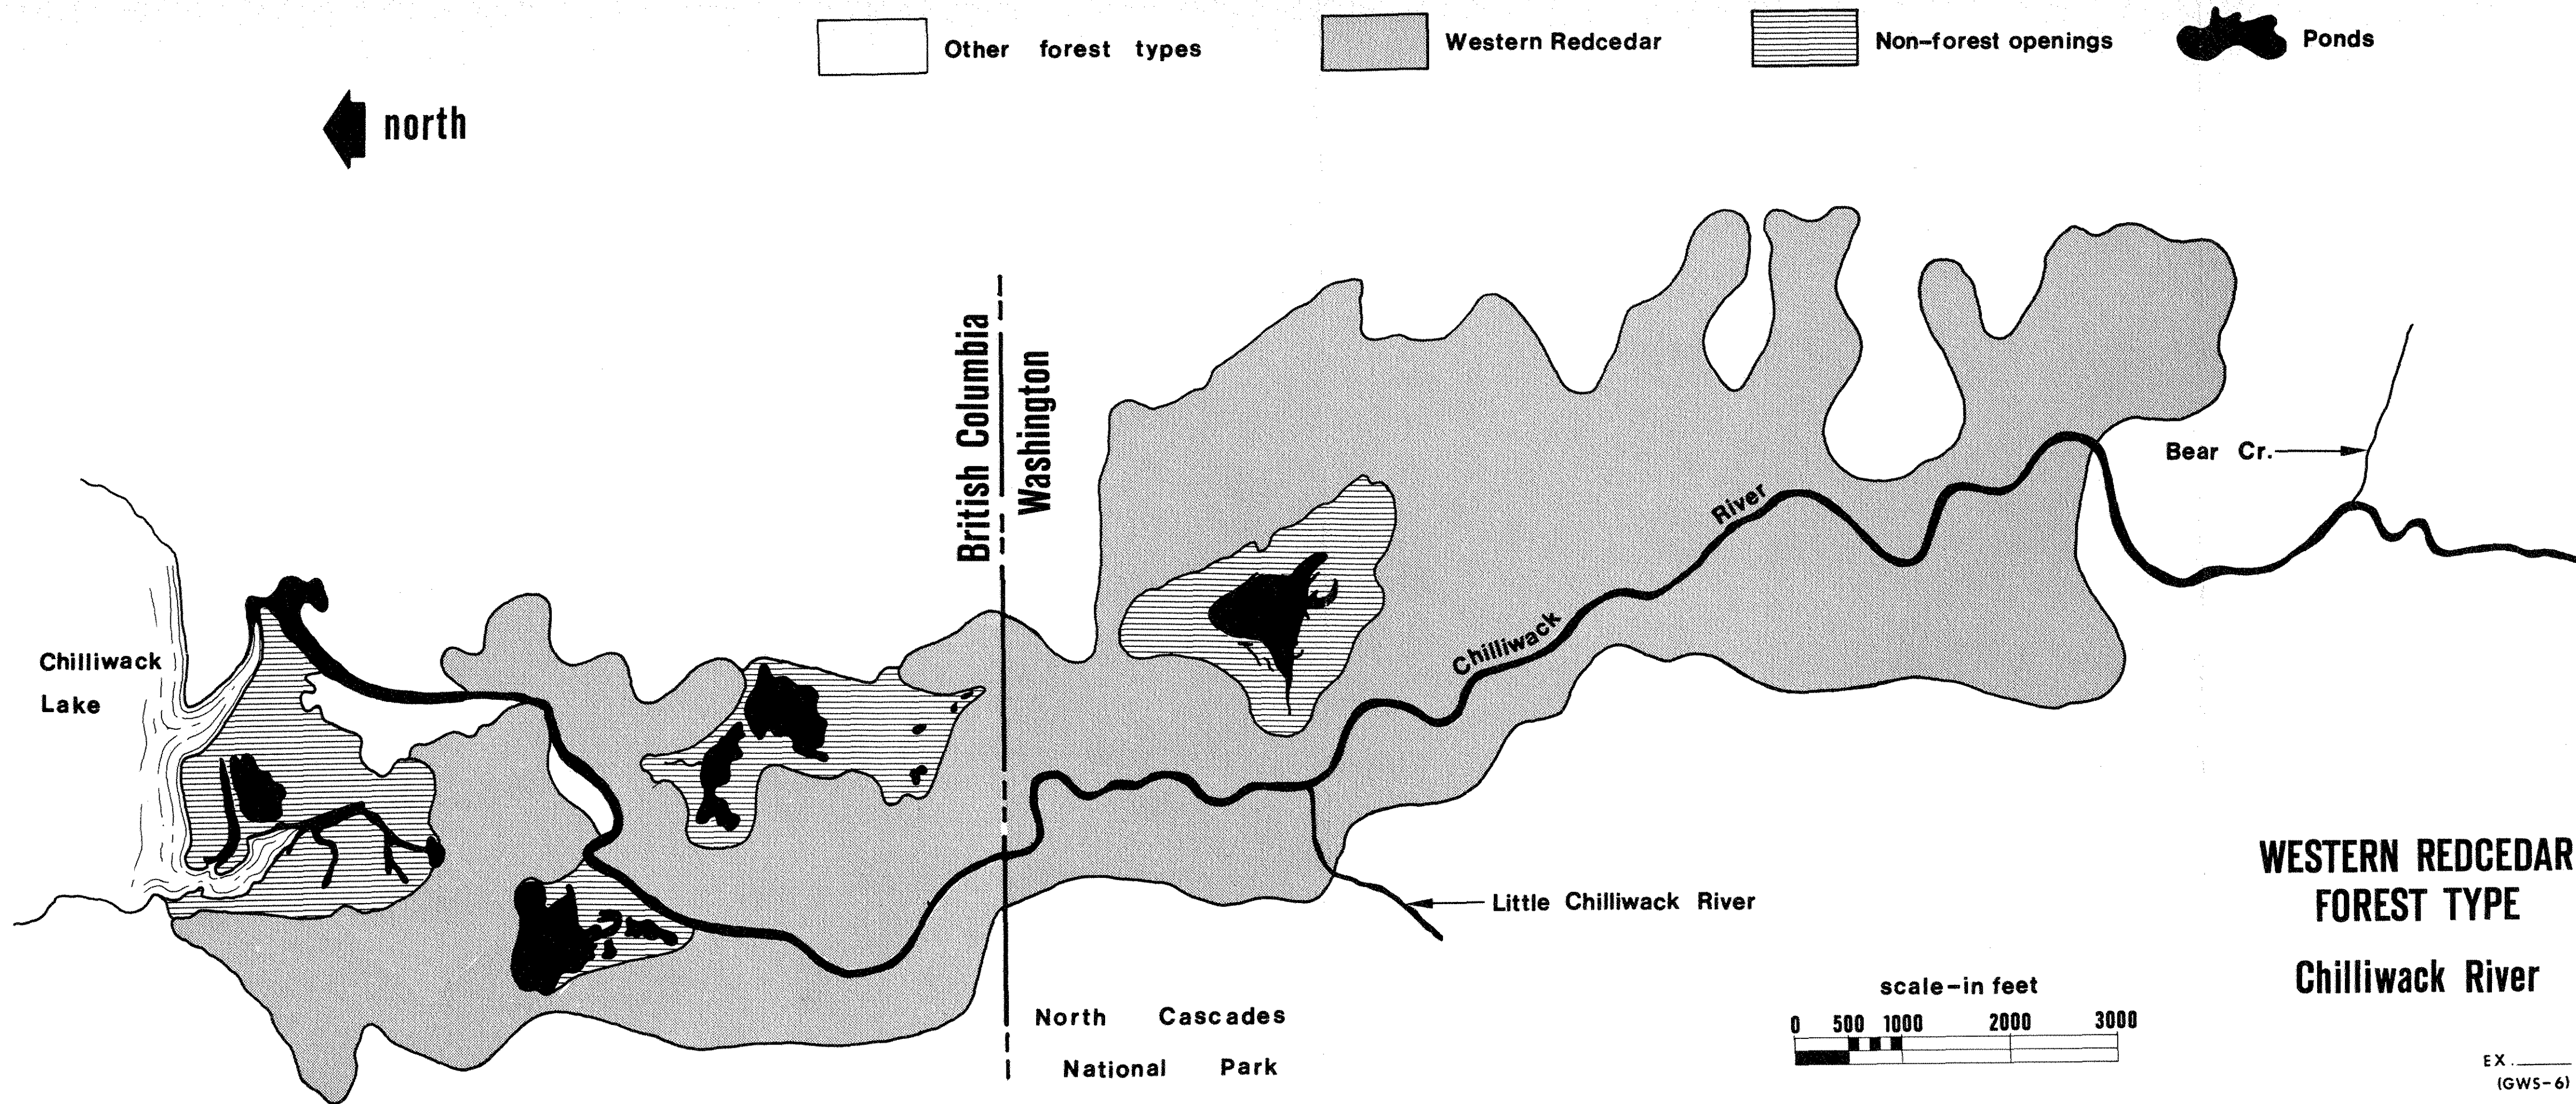 Other forest types
Western Redcedar
Non-forest openings
Ponds
north
British Columbia
Washington
Bear Cr.
River
Chilliwack
Chilliwack
Lake
Little Chilliwack River
North Cascades
National Park
WESTERN REDCEDAR
FOREST TYPE
Chilliwack River
scale-in feet
0 500 1000 2000 3000
EX.____
(GWS-6)